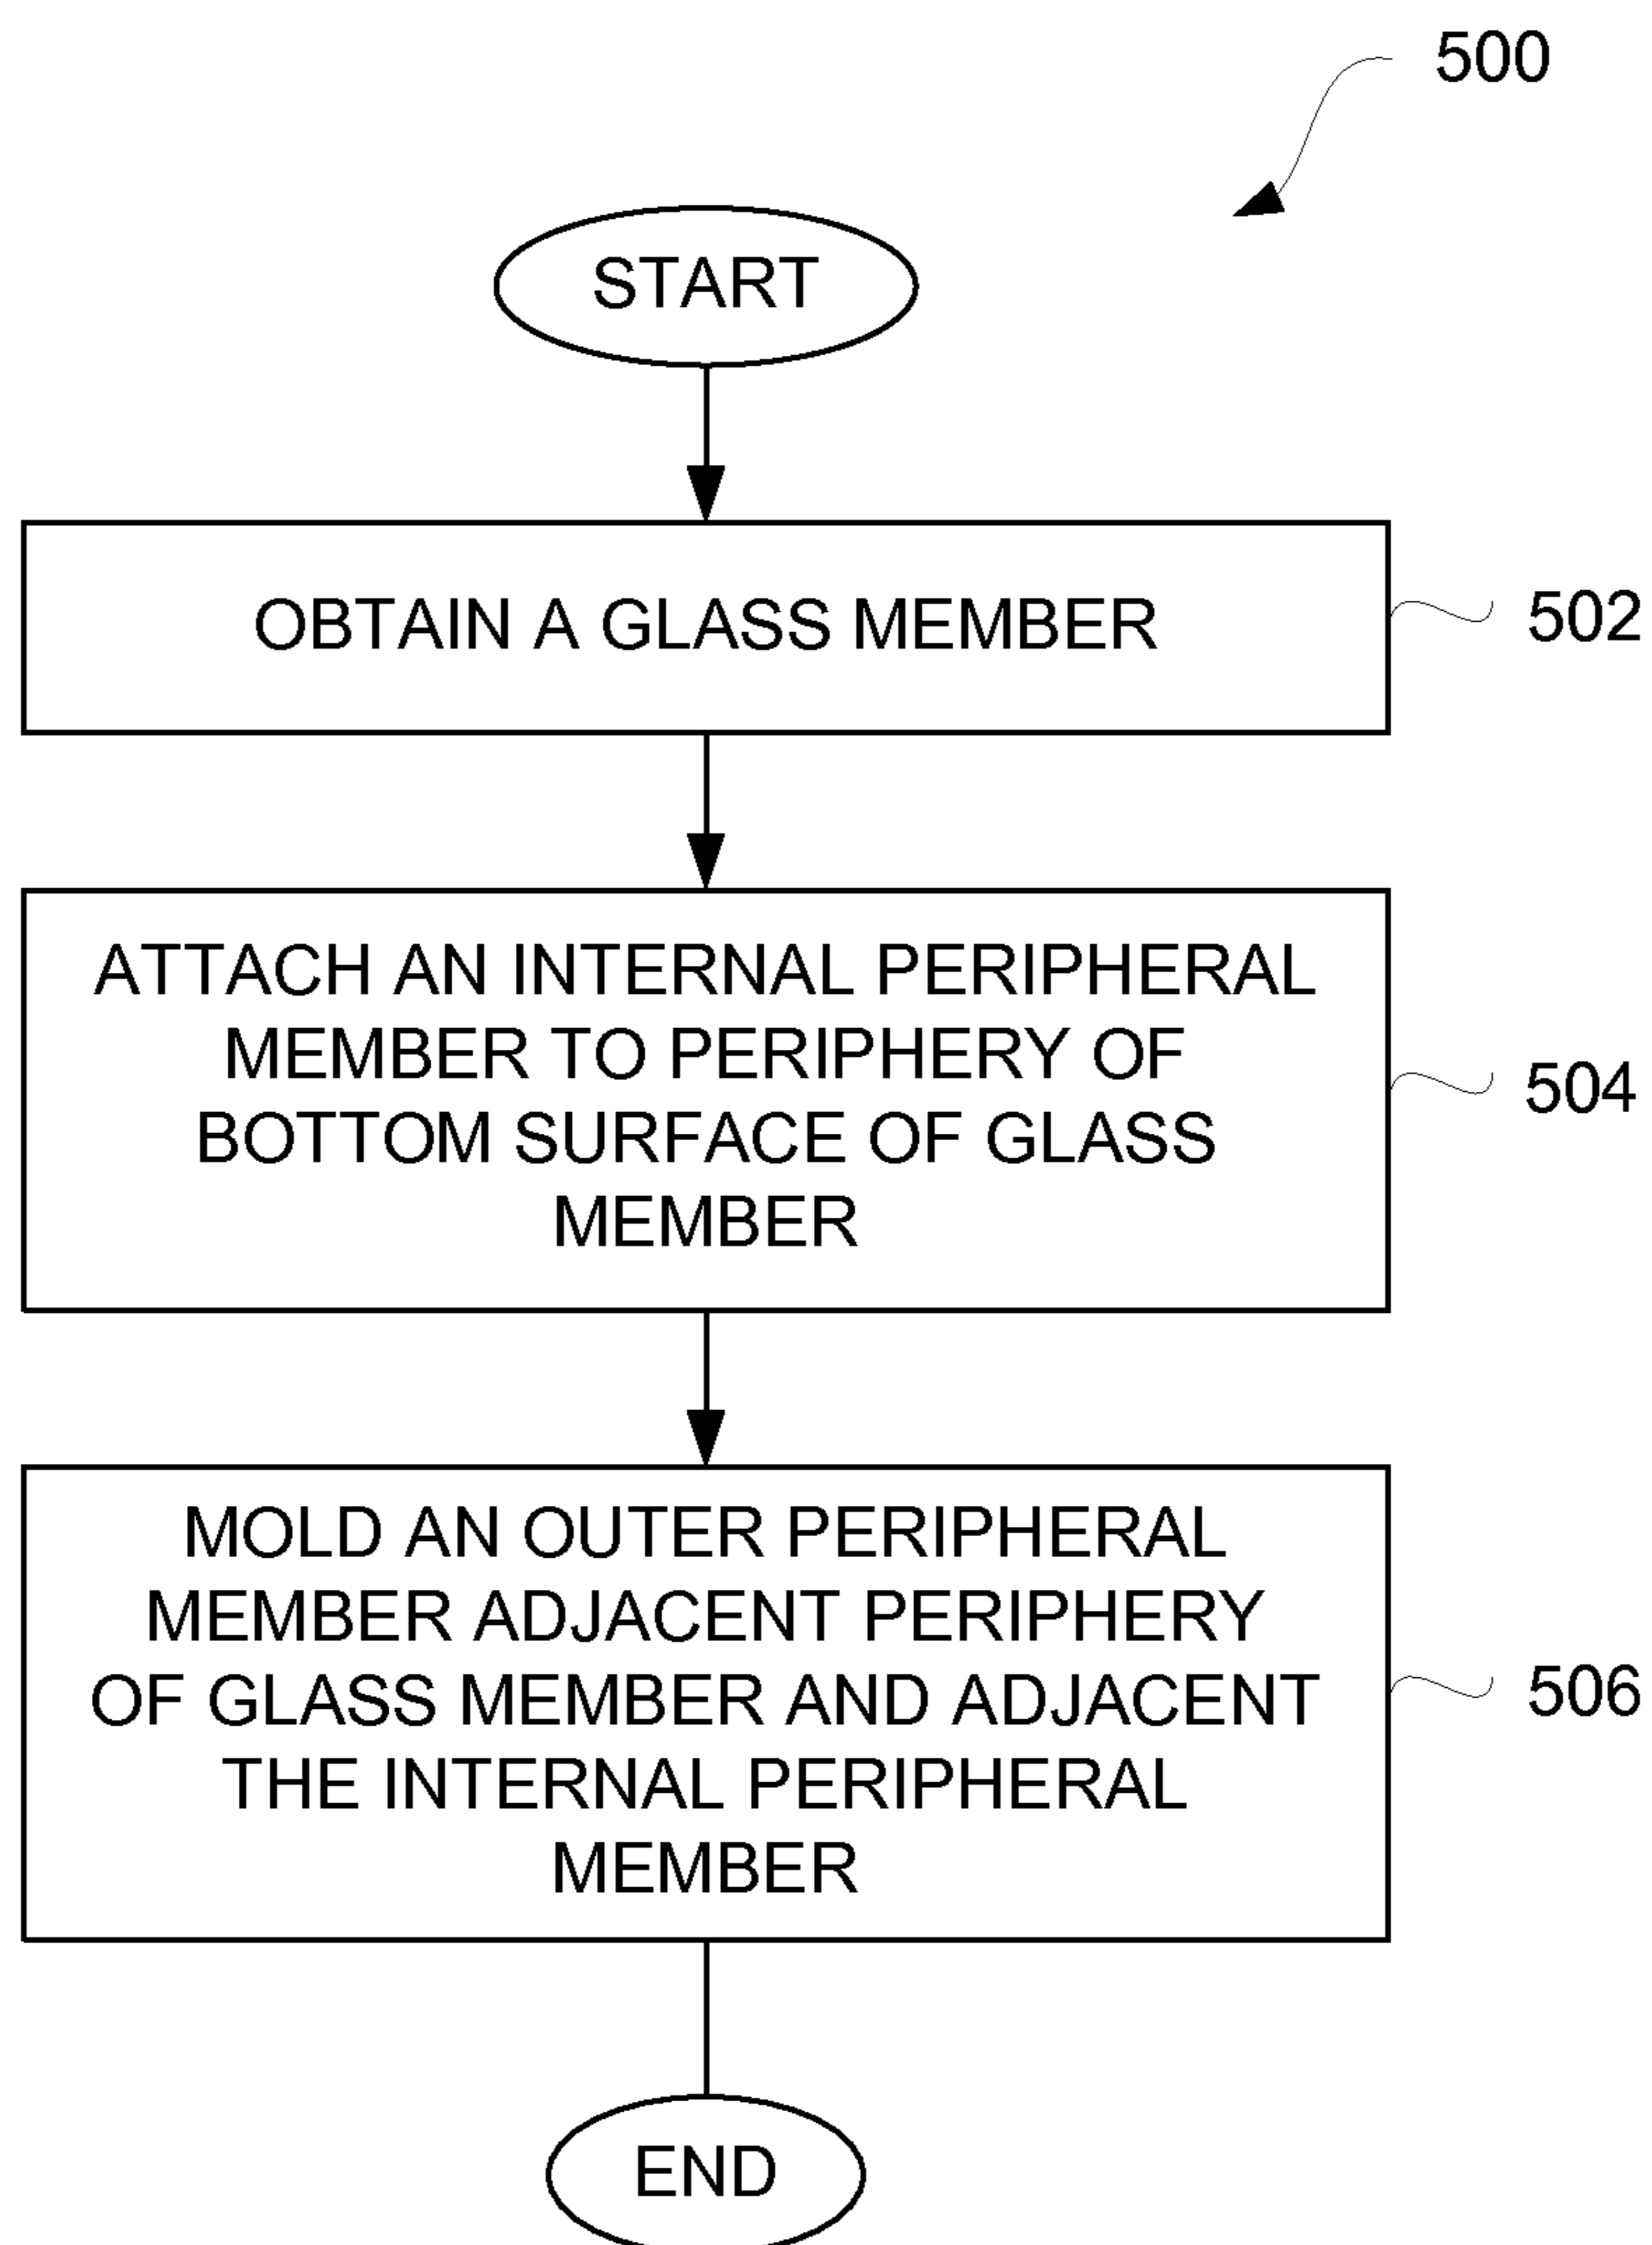 500
START
OBTAIN A GLASS MEMBER
502
ATTACH AN INTERNAL PERIPHERAL
MEMBER TO PERIPHERY OF
BOTTOM SURFACE OF GLASS
MEMBER
504
MOLD AN OUTER PERIPHERAL
MEMBER ADJACENT PERIPHERY
OF GLASS MEMBER AND ADJACENT
THE INTERNAL PERIPHERAL
MEMBER
506
END